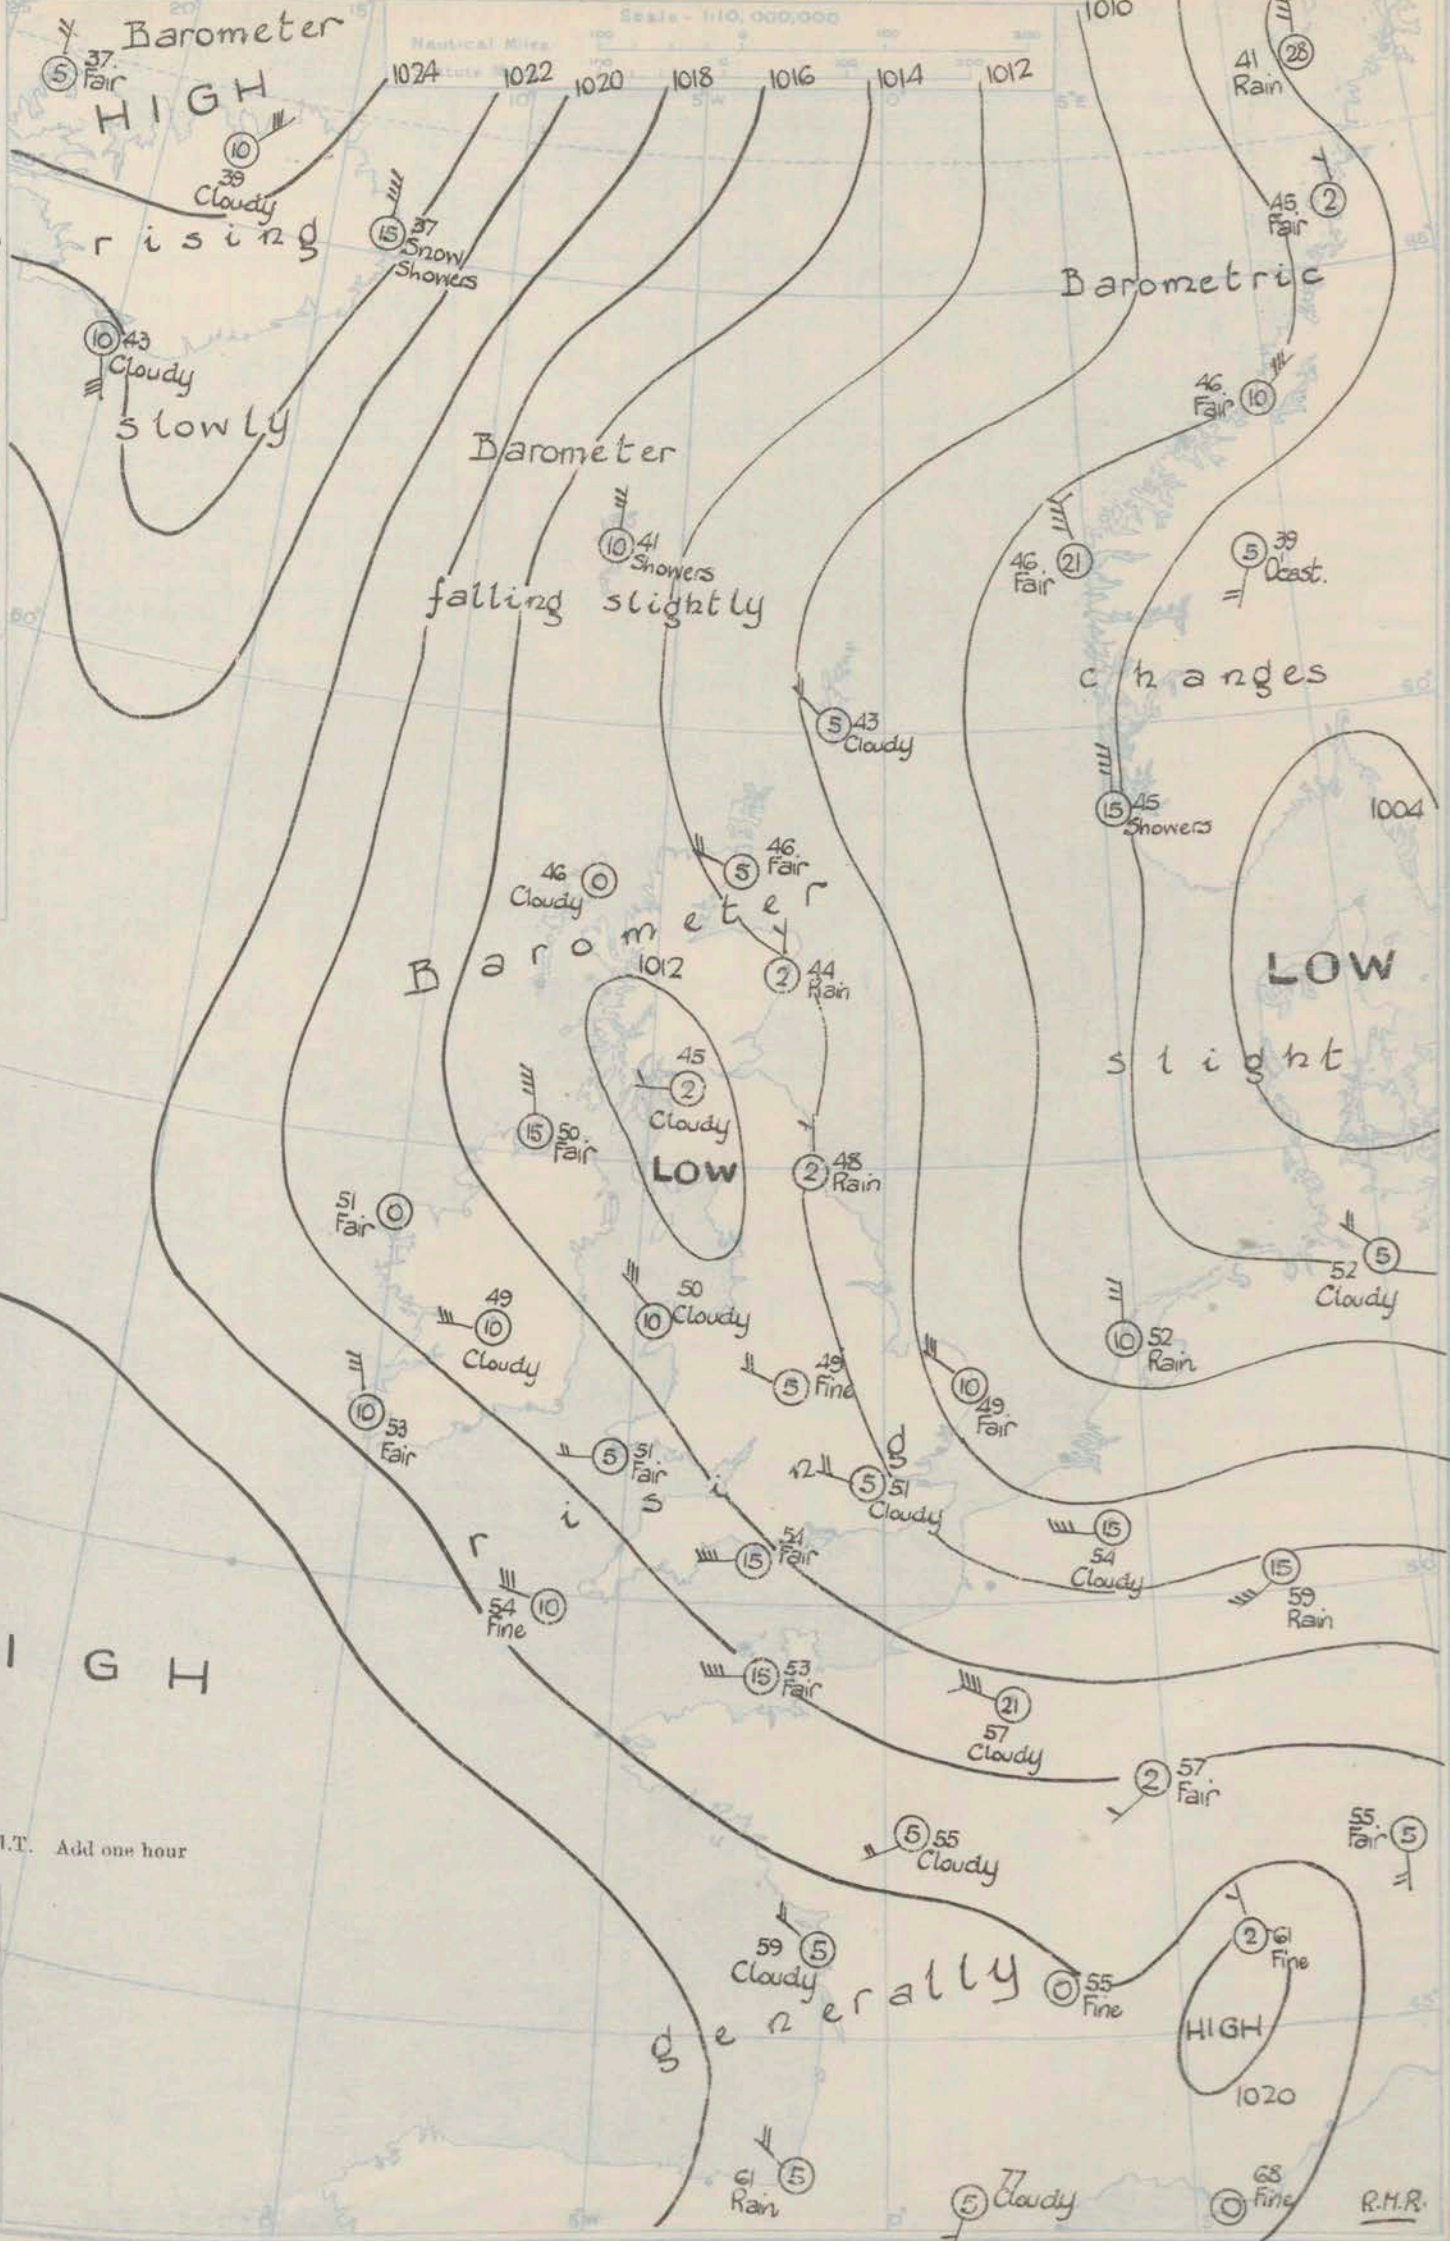 25° 20° 15°
Scale - 1:10,000,000
Nautical Miles
Barometer
1010
41
Rain
28
5
37.
Fair
HIGH
1024
1022
1020
1018
1016
1014
1012
5°E
10
39
Cloudy
rising
15
37
Snow
Showers
2
45.
Fair
Barometric
10
43
Cloudy
slowly
46.
Fair
10
Barometer
10
41
Showers
46.
Fair
21
5
39
Ocast.
falling slightly
60°
changes
5
43
Cloudy
15
45
Showers
1004
46
Cloudy
0
5
46.
Fair
Barometer
LOW
1012
2
44
Rain
45
2
Cloudy
slight
15
50.
Fair
LOW
2
48
Rain
51
Fair
0
5
52
Cloudy
49
10
Cloudy
50
10
Cloudy
10
52
Rain
10
53
Fair
5
49
Fine
10
49.
Fair
5
51
Fair
5
51
Cloudy
rising
15
54
Fair
15
54
Cloudy
15
59
Rain
54
Fine
10
IGH
15
53
Fair
21
57
Cloudy
2
57.
Fair
I.T. Add one hour
5
55
Cloudy
55.
Fair
5
59
Cloudy
5
2
61
Fine
generally
0
55
Fine
HIGH
1020
61
Rain
5
5
77
Cloudy
0
68
Fine
R.M.R.